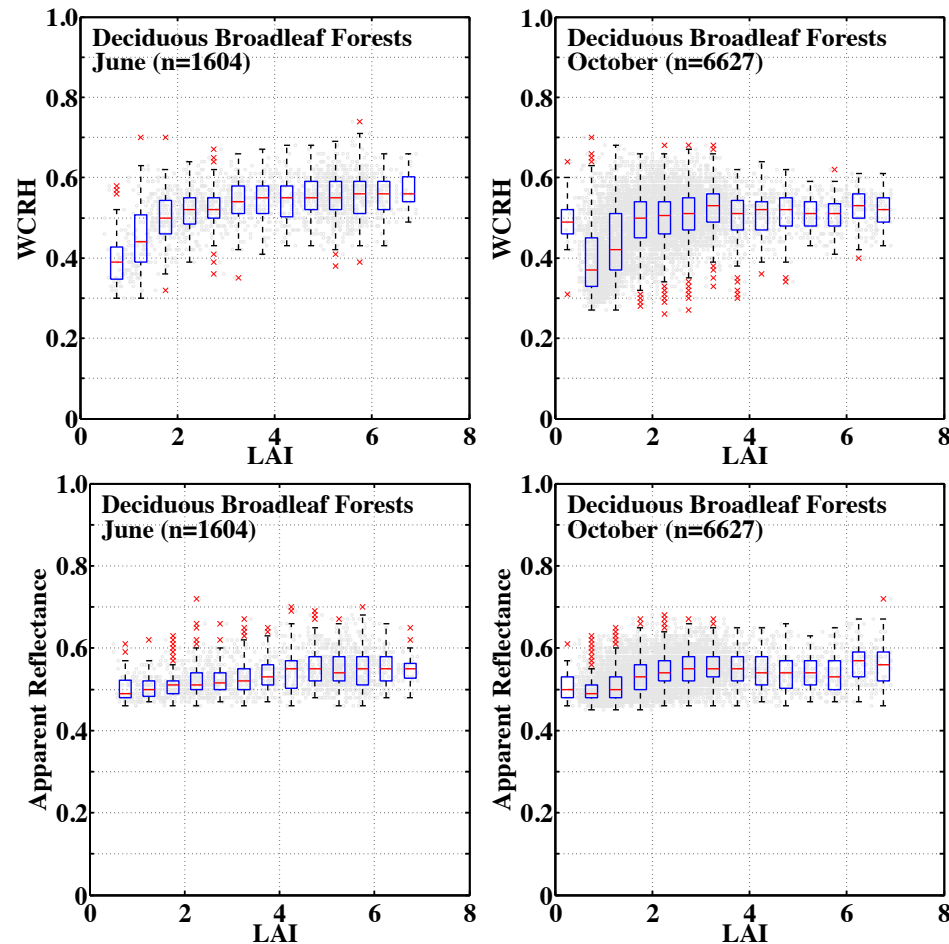 Deciduous Broadleaf Forests
June (n=1604)
1.0
0.8
0.6
0.4
0.2
0
WCRH
2
4
6
8
LAI
Deciduous Broadleaf Forests
October (n=6627)
1.0
0.8
0.6
0.4
0.2
0
WCRH
2
4
6
8
LAI
Deciduous Broadleaf Forests
June (n=1604)
1.0
0.8
0.6
0.4
0.2
0
Apparent Reflectance
0
2
4
6
8
LAI
Deciduous Broadleaf Forests
October (n=6627)
1.0
0.8
0.6
0.4
0.2
0
Apparent Reflectance
0
2
4
6
8
LAI